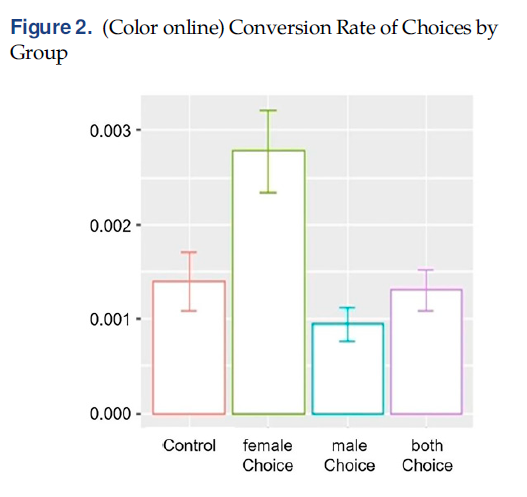 Figure 2. (Color online) Conversion Rate of Choices by
Group
0.003
0.002
0.001
0.000
Control
female
Choice
male
Choice
both
Choice